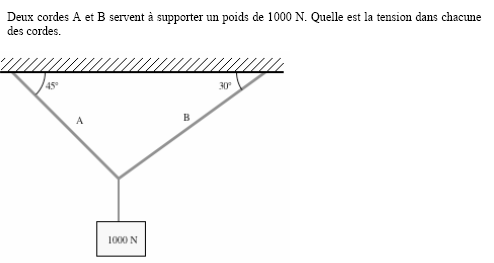 Deux cordes A et B servent à supporter un poids de 1000 N. Quelle est la tension dans chacune
des cordes.
45°
30°
A
B
1000 N